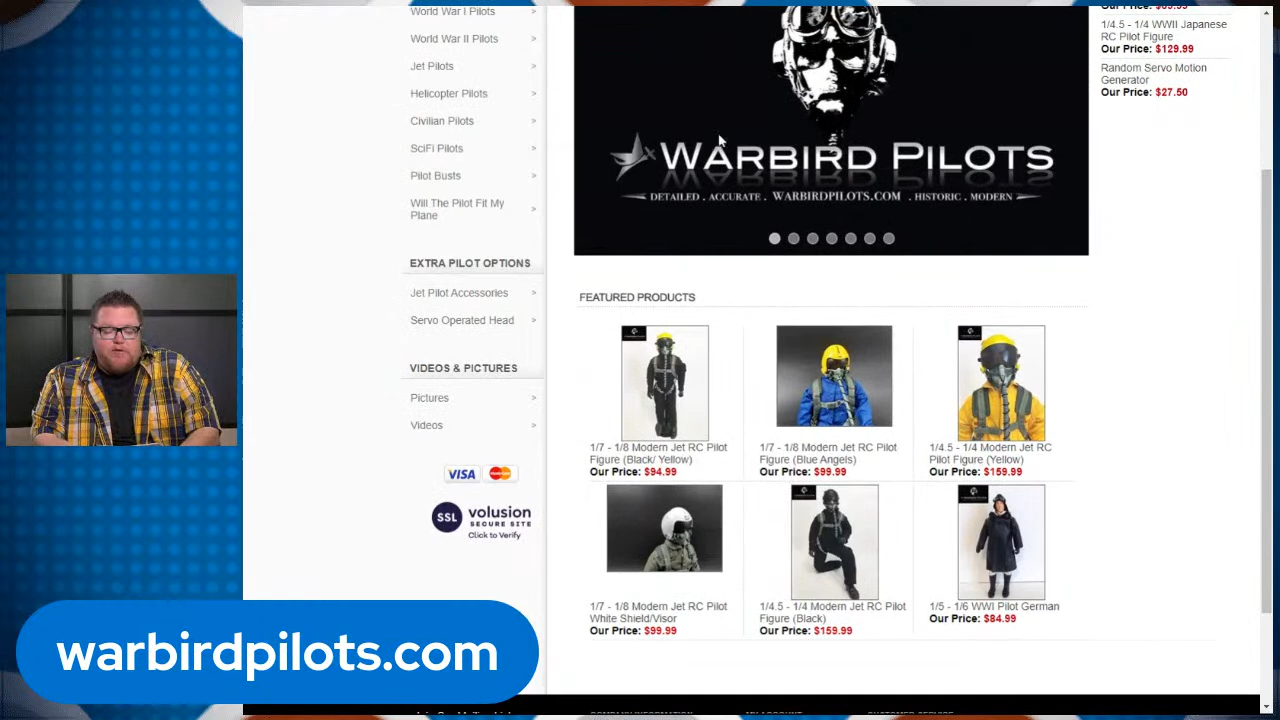 World War I Pilots >
World War II Pilots >
Jet Pilots >
Helicopter Pilots >
Civilian Pilots >
SciFi Pilots >
Pilot Busts >
Will The Pilot Fit My
Plane >
EXTRA PILOT OPTIONS
Jet Pilot Accessories >
Servo Operated Head >
VIDEOS & PICTURES
Pictures >
Videos >
VISA
SSL
volusion
SECURE SITE
Click to Verify
WARBIRD PILOTS
DETAILED . ACCURATE . WARBIRDPILOTS.COM . HISTORIC . MODERN
Our Price: $89.99
1/4.5 - 1/4 WWII Japanese
RC Pilot Figure
Our Price: $129.99
Random Servo Motion
Generator
Our Price: $27.50
FEATURED PRODUCTS
1/7 - 1/8 Modern Jet RC Pilot
Figure (Black/ Yellow)
Our Price: $94.99
1/7 - 1/8 Modern Jet RC Pilot
Figure (Blue Angels)
Our Price: $99.99
1/4.5 - 1/4 Modern Jet RC
Pilot Figure (Yellow)
Our Price: $159.99
1/7 - 1/8 Modern Jet RC Pilot
White Shield/Visor
Our Price: $99.99
1/4.5 - 1/4 Modern Jet RC Pilot
Figure (Black)
Our Price: $159.99
1/5 - 1/6 WWI Pilot German
Our Price: $84.99
warbirdpilots.com